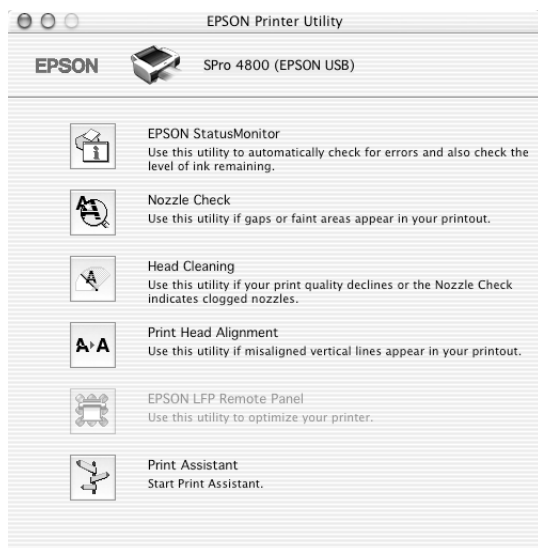 EPSON Printer Utility
EPSON
SPro 4800 (EPSON USB)
EPSON StatusMonitor
Use this utility to automatically check for errors and also check the
level of ink remaining.
Nozzle Check
Use this utility if gaps or faint areas appear in your printout.
Head Cleaning
Use this utility if your print quality declines or the Nozzle Check
indicates clogged nozzles.
Print Head Alignment
Use this utility if misaligned vertical lines appear in your printout.
EPSON LFP Remote Panel
Use this utility to optimize your printer.
Print Assistant
Start Print Assistant.